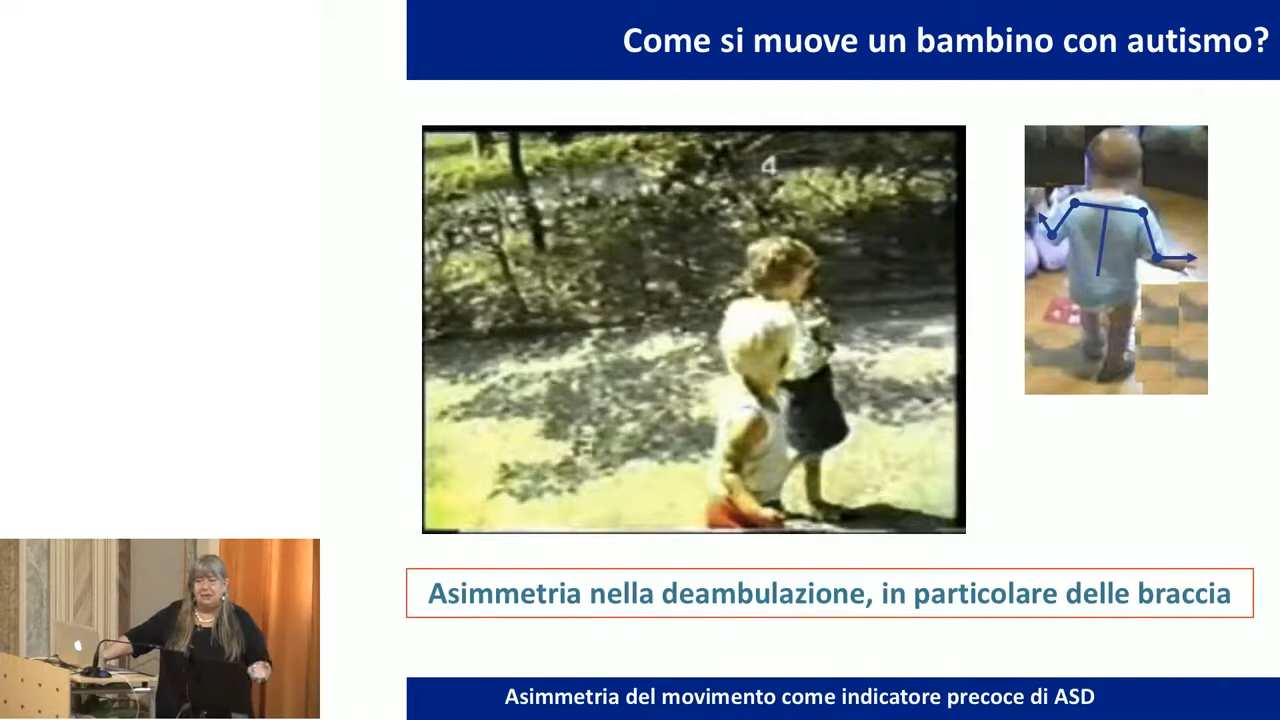 Come si muove un bambino con autismo?
4
Asimmetria nella deambulazione, in particolare delle braccia
Asimmetria del movimento come indicatore precoce di ASD